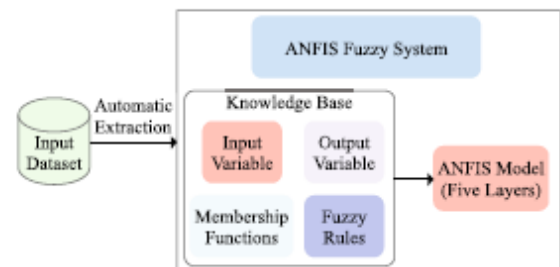 ANFIS Fuzzy System
Knowledge Base
Automatic
Extraction
Input
Dataset
Input
Variable
Output
Variable
Membership
Functions
Fuzzy
Rules
ANFIS Model
(Five Layers)